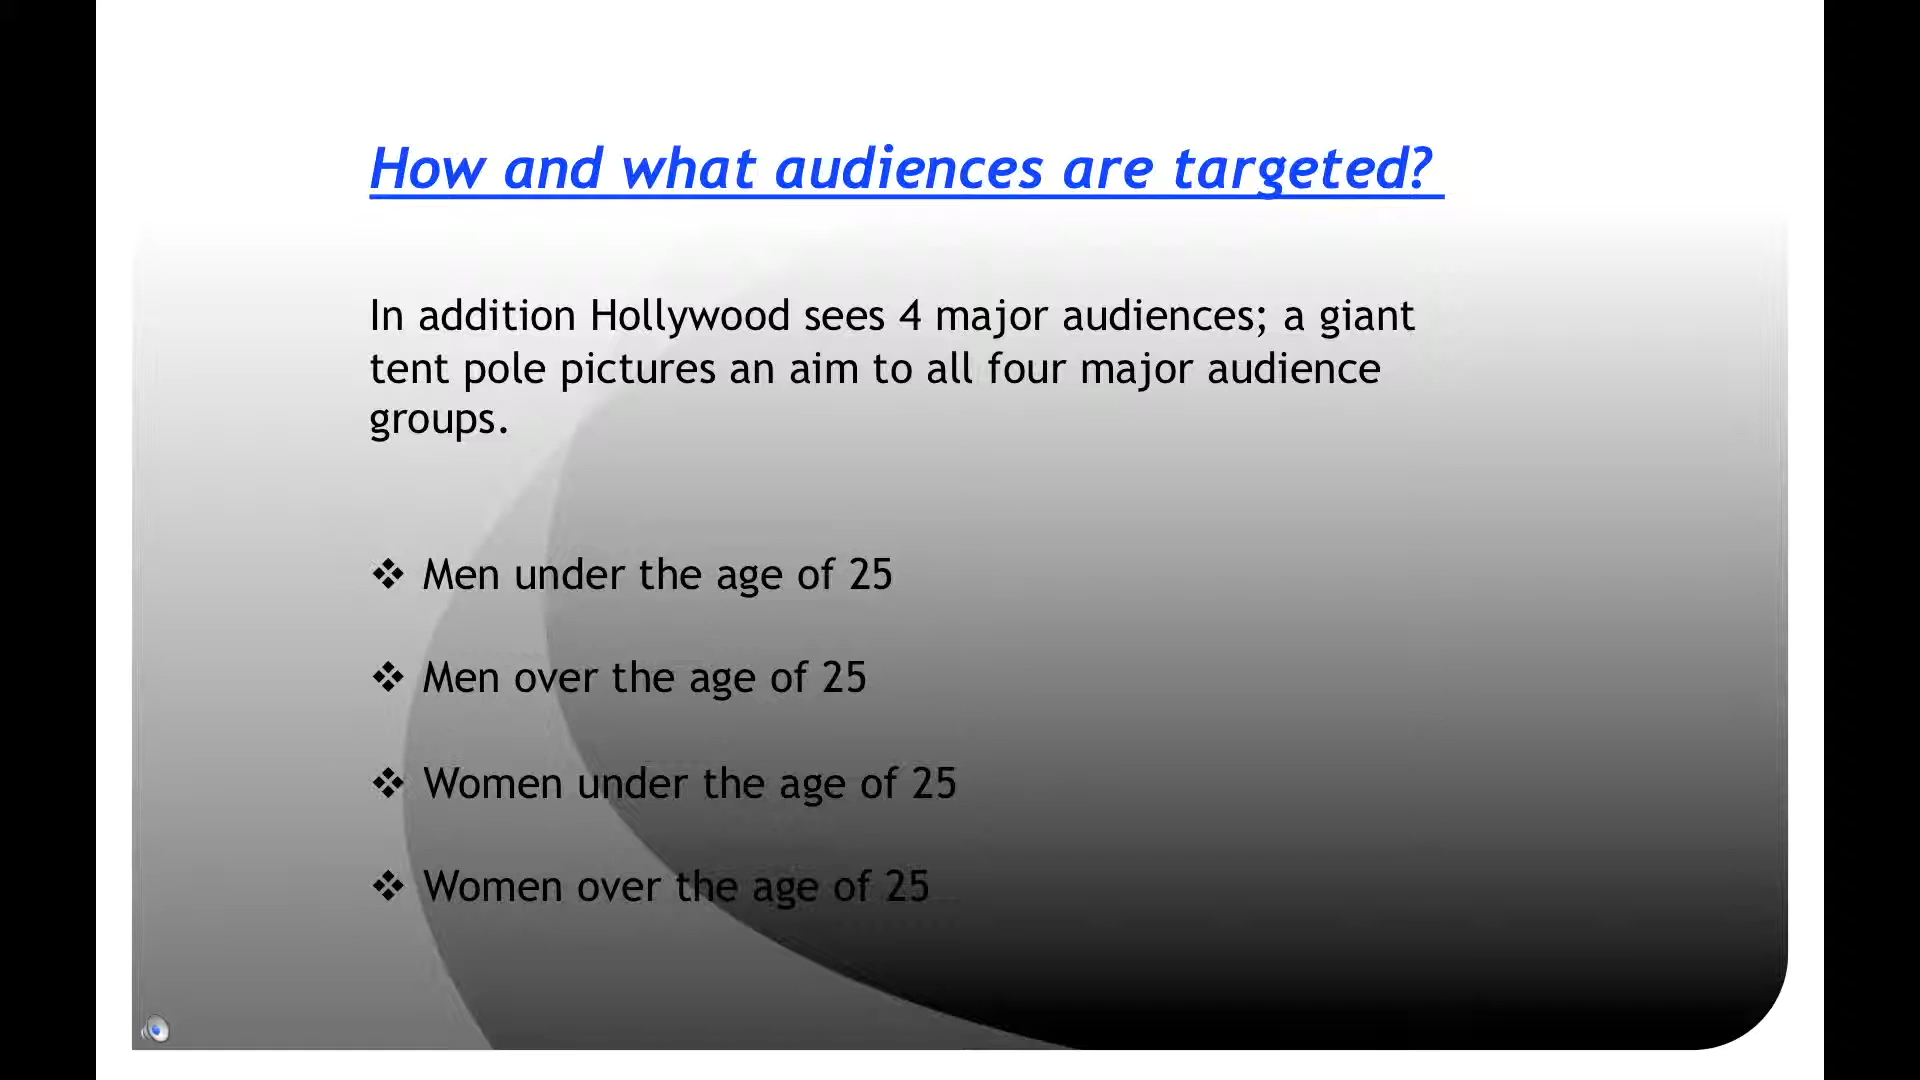 How and what audiences are targeted?
In addition Hollywood sees 4 major audiences; a giant
tent pole pictures an aim to all four major audience
groups.
❖ Men under the age of 25
❖ Men over the age of 25
❖ Women under the age of 25
❖ Women over the age of 25